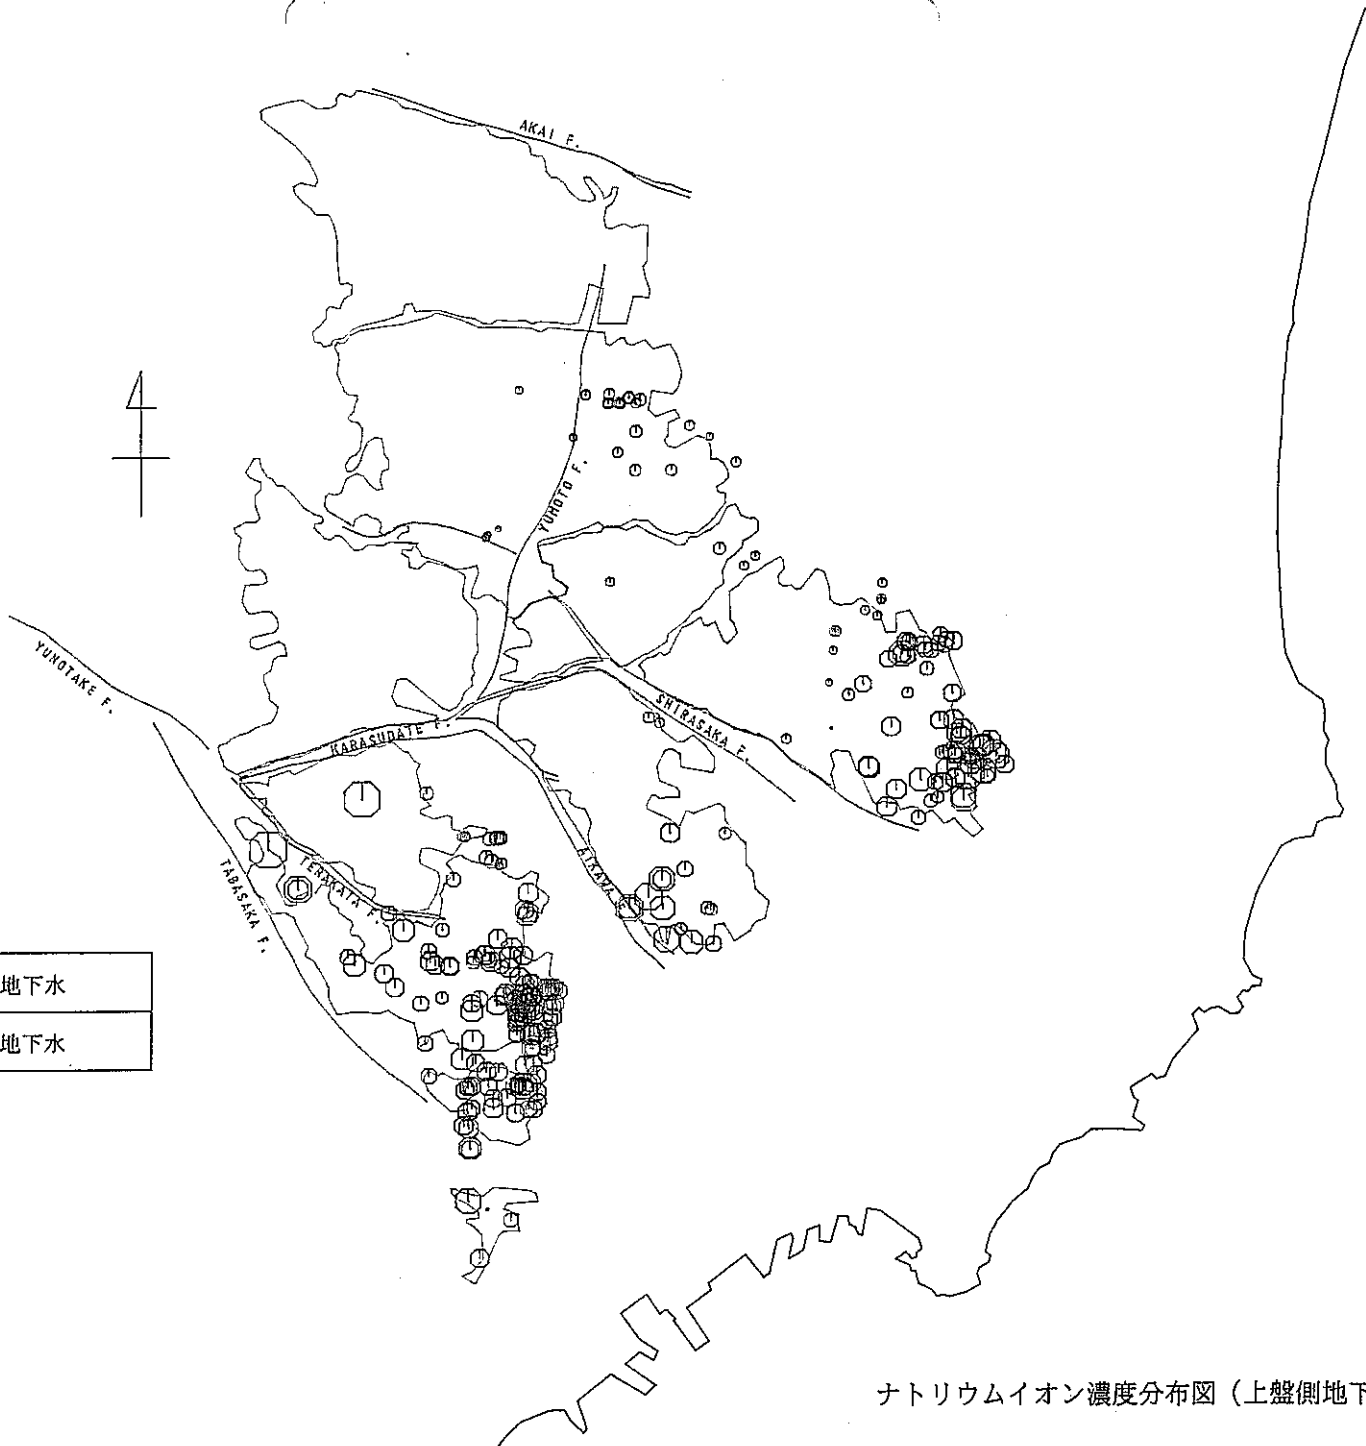 AKAI F.
YUMOTO F.
YUNOTAKE F.
SHIRASAKA F.
KARASUDATE F.
AIKAWA
TERAKATA F.
TABASAKA F.
地下水
地下水
ナトリウムイオン濃度分布図（上盤側地下